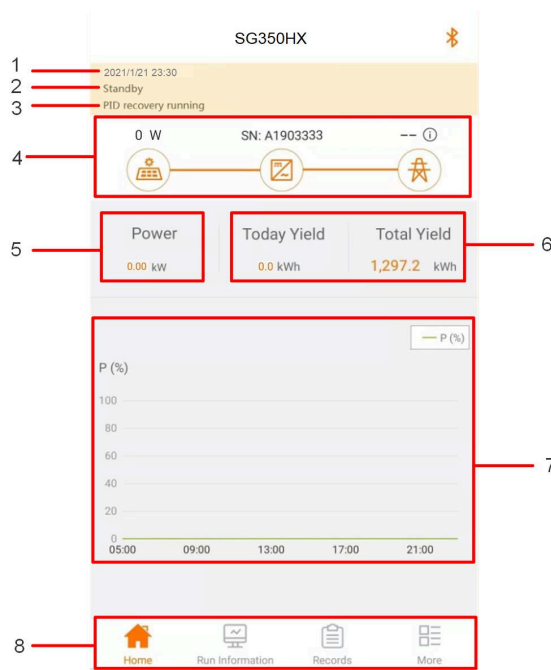 SG350HX
1
2021/1/21 23:30
2
Standby
3
PID recovery running
4
0 W SN: A1903333 --
5
Power
0.00 kW
6
Today Yield Total Yield
0.0 kWh 1,297.2 kWh
7
P (%)
P (%)
100
80
60
40
20
0
05:00 09:00 13:00 17:00 21:00
8
Home Run Information Records More